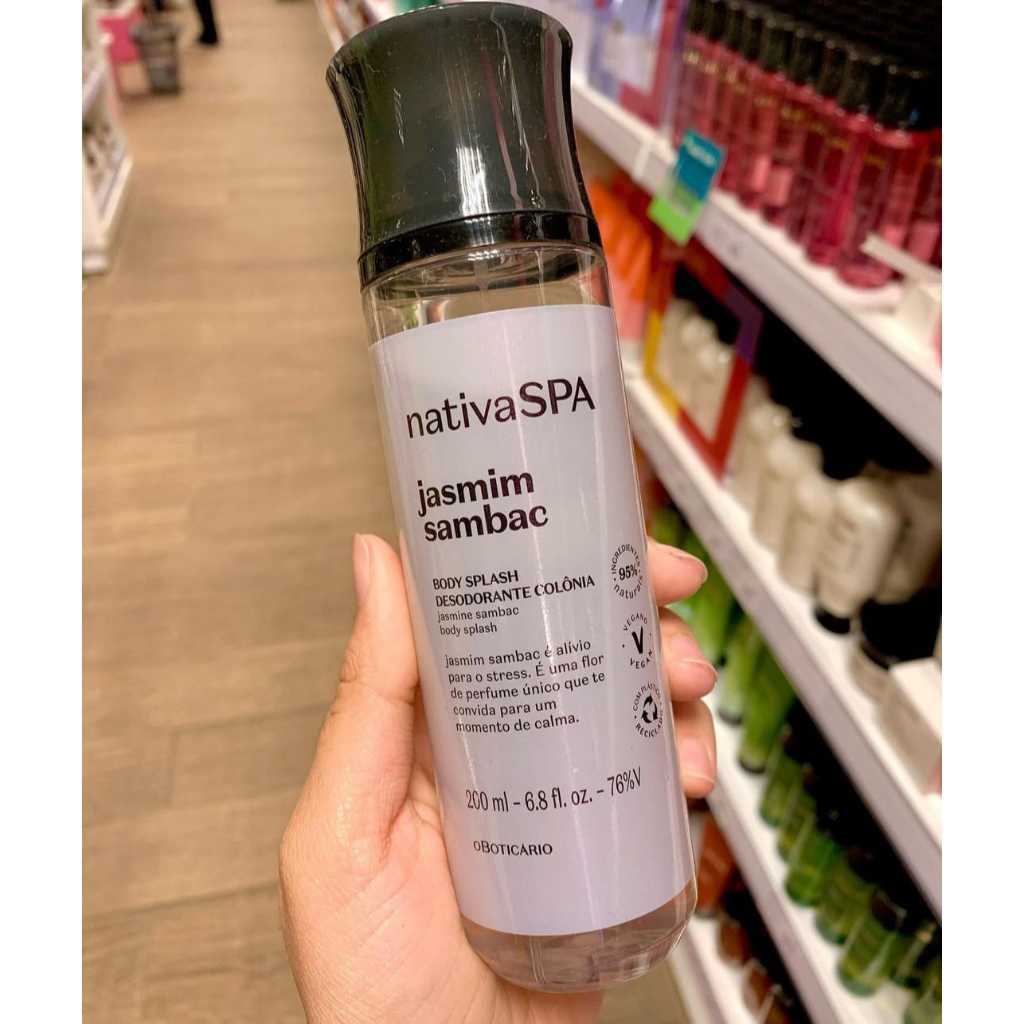 nativaSPA
jasmim
sambac
BODY SPLASH
DESODORANTE COLÔNIA
jasmine sambac
body splash
jasmim sambac é alívio
para o stress. É uma flor
de perfume único que te
convida para um
momento de calma.
200 ml - 6.8 fl. oz. - 76%V
oBOTICÁRIO
INGREDIENTES
95%
naturais
VEGANO
V
VEGAN
COM PLÁSTICO
RECICLADO